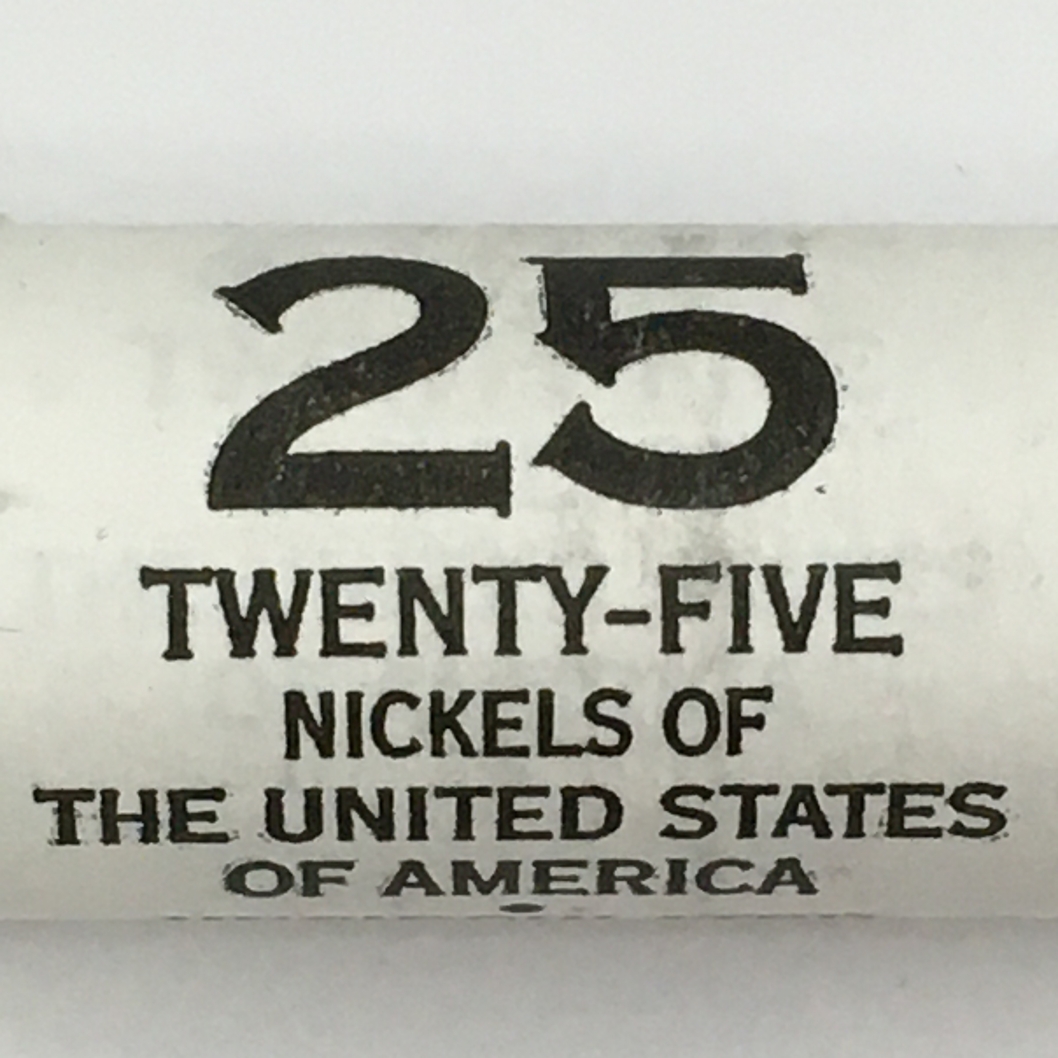 25
TWENTY-FIVE
NICKELS OF
THE UNITED STATES
OF AMERICA